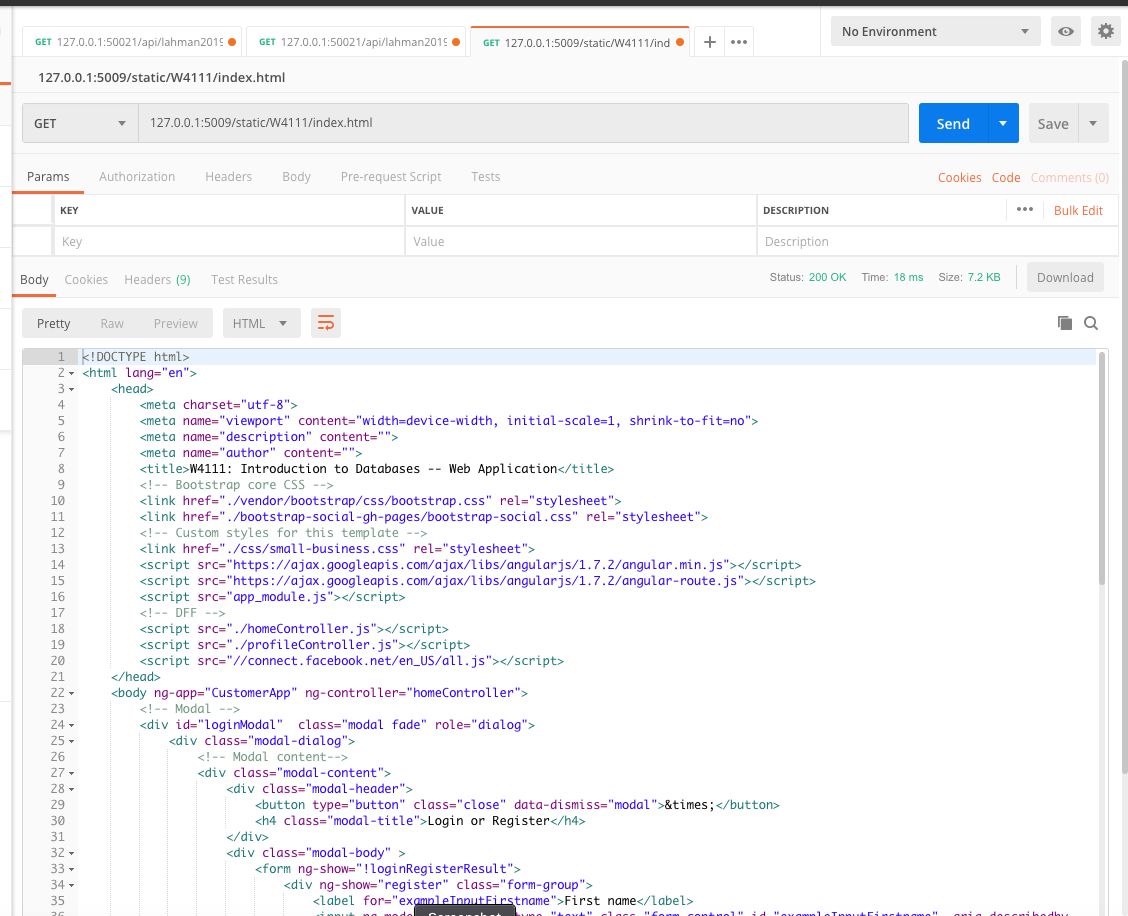 GET 127.0.0.1:50021/api/lahman2019
GET 127.0.0.1:50021/api/lahman2019
GET 127.0.0.1:5009/static/W4111/ind
No Environment
127.0.0.1:5009/static/W4111/index.html
GET
127.0.0.1:5009/static/W4111/index.html
Send
Save
Params
Authorization
Headers
Body
Pre-request Script
Tests
Cookies
Code
Comments (0)
KEY
VALUE
DESCRIPTION
Bulk Edit
Key
Value
Description
Body
Cookies
Headers (9)
Test Results
Status: 200 OK
Time: 18 ms
Size: 7.2 KB
Download
Pretty
Raw
Preview
HTML
1 <!DOCTYPE html>
2 <html lang="en">
3 <head>
4 <meta charset="utf-8">
5 <meta name="viewport" content="width=device-width, initial-scale=1, shrink-to-fit=no">
6 <meta name="description" content="">
7 <meta name="author" content="">
8 <title>W4111: Introduction to Databases -- Web Application</title>
9 <!-- Bootstrap core CSS -->
10 <link href="./vendor/bootstrap/css/bootstrap.css" rel="stylesheet">
11 <link href="./bootstrap-social-gh-pages/bootstrap-social.css" rel="stylesheet">
12 <!-- Custom styles for this template -->
13 <link href="./css/small-business.css" rel="stylesheet">
14 <script src="https://ajax.googleapis.com/ajax/libs/angularjs/1.7.2/angular.min.js"></script>
15 <script src="https://ajax.googleapis.com/ajax/libs/angularjs/1.7.2/angular-route.js"></script>
16 <script src="app_module.js"></script>
17 <!-- DFF -->
18 <script src="./homeController.js"></script>
19 <script src="./profileController.js"></script>
20 <script src="//connect.facebook.net/en_US/all.js"></script>
21 </head>
22 <body ng-app="CustomerApp" ng-controller="homeController">
23 <!-- Modal -->
24 <div id="loginModal"  class="modal fade" role="dialog">
25 <div class="modal-dialog">
26 <!-- Modal content-->
27 <div class="modal-content">
28 <div class="modal-header">
29 <button type="button" class="close" data-dismiss="modal">&times;</button>
30 <h4 class="modal-title">Login or Register</h4>
31 </div>
32 <div class="modal-body" >
33 <form ng-show="!loginRegisterResult">
34 <div ng-show="register" class="form-group">
35 <label for="exampleInputFirstname">First name</label>